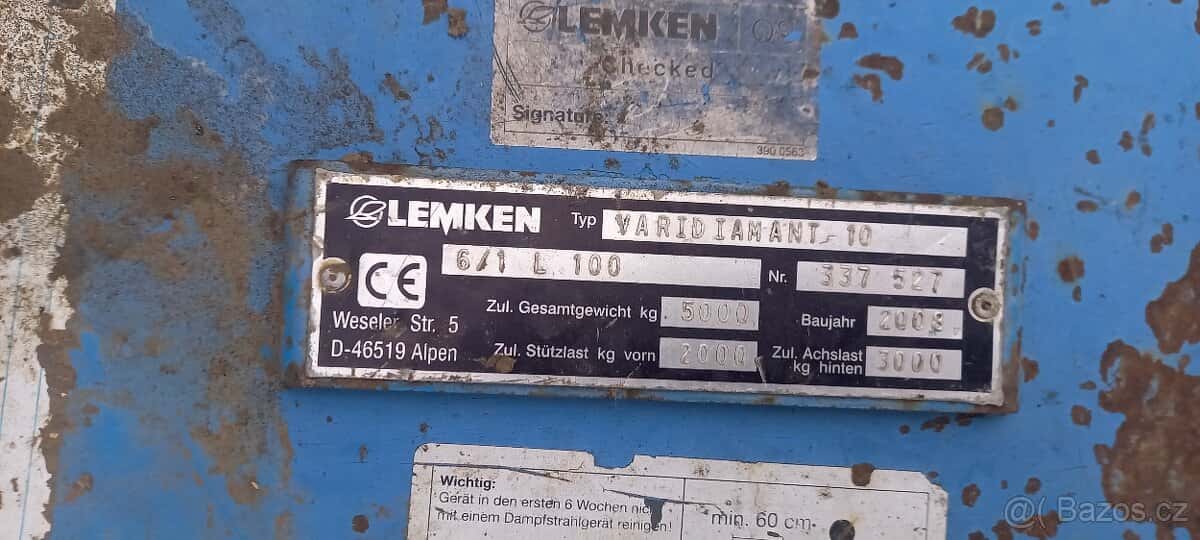 LEMKEN
Checked
Signature:
390 0563
LEMKEN Typ VARIDIAMANT-10
6/1 L 100 Nr. 337 527
CE
Zul. Gesamtgewicht kg 5000 Baujahr 2008
Weseler Str. 5
D-46519 Alpen Zul. Stützlast kg vorn 2000 Zul. Achslast kg hinten 3000
Wichtig:
Gerät in den ersten 6 Wochen
mit einem Dampfstrahlgerät reinigen!
min. 60 cm
@ Bazos.cz